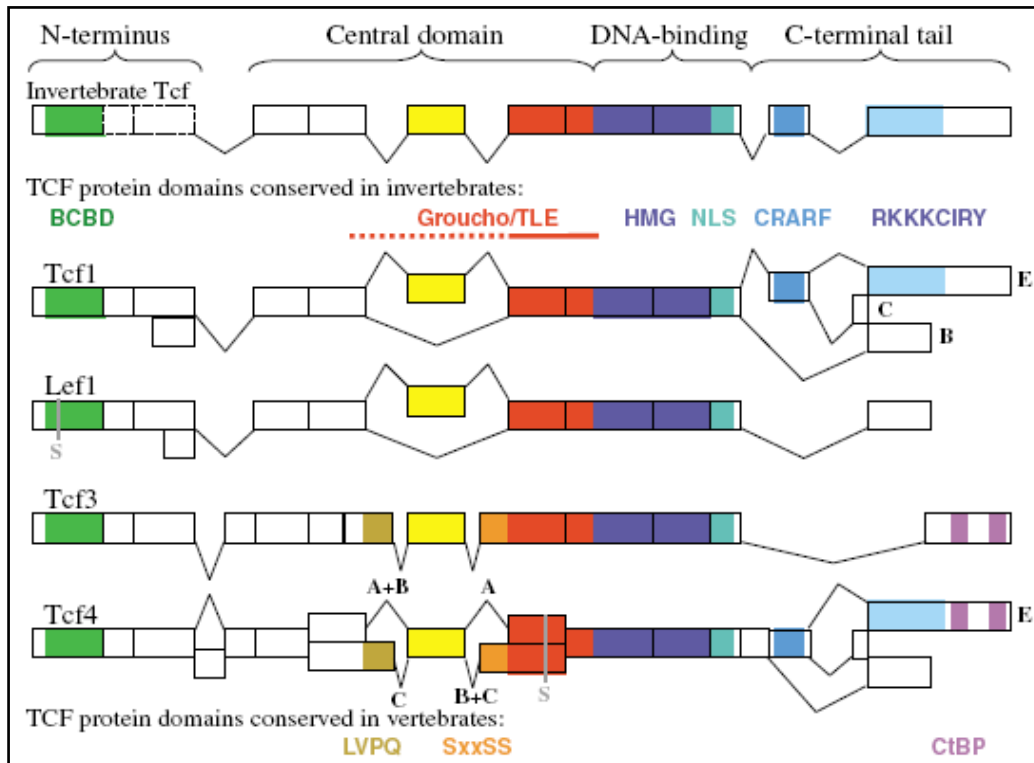 N-terminus Central domain DNA-binding C-terminal tail
Invertebrate Tcf
TCF protein domains conserved in invertebrates:
BCBD Groucho/TLE HMG NLS CRARF RKKKCIRY
Tcf1 E
C
B
Lef1
S
Tcf3
A+B A
Tcf4 E
C B+C S
TCF protein domains conserved in vertebrates:
LVPQ SxxSS CtBP